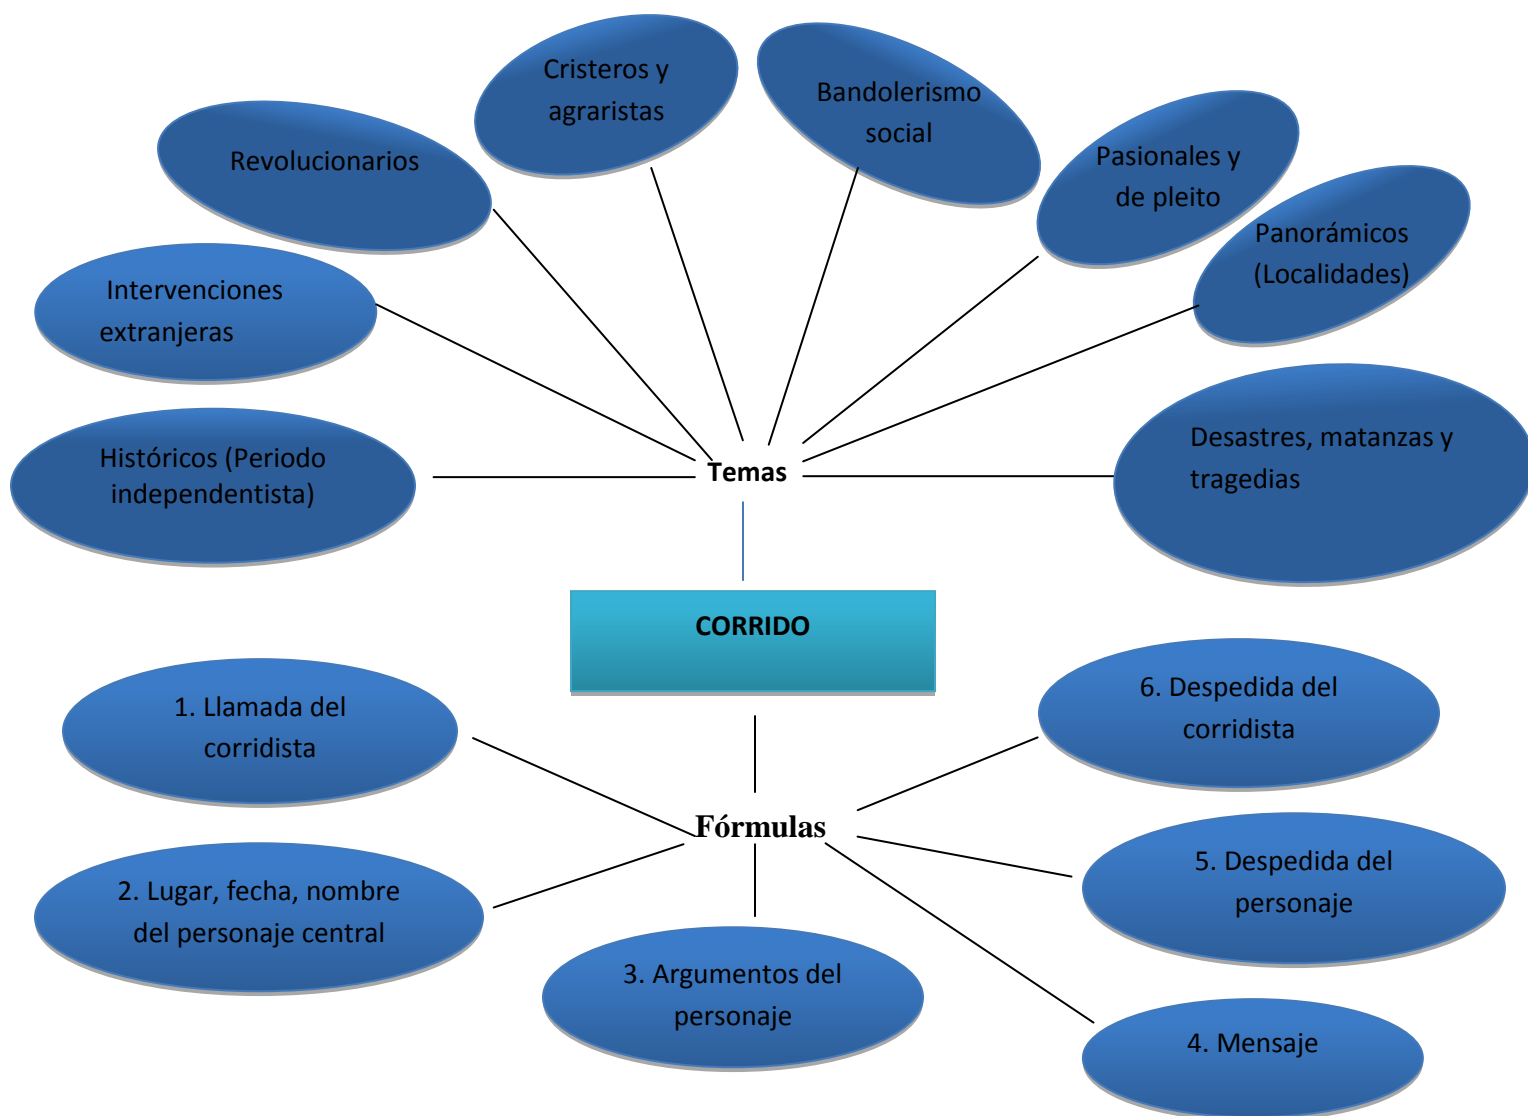 Cristeros y
agraristas
Bandolerismo
social
Revolucionarios
Pasionales y
de pleito
Panorámicos
(Localidades)
Intervenciones
extranjeras
Históricos (Periodo
independentista)
Temas
Desastres, matanzas y
tragedias
CORRIDO
1. Llamada del
corridista
6. Despedida del
corridista
Fórmulas
2. Lugar, fecha, nombre
del personaje central
5. Despedida del
personaje
3. Argumentos del
personaje
4. Mensaje